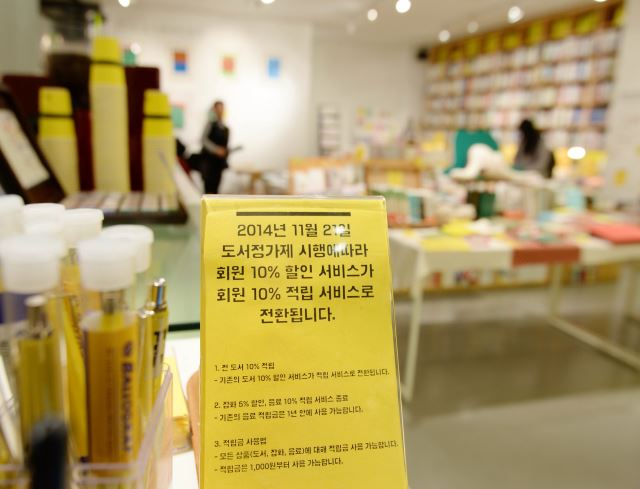 2014년 11월 21일
도서정가제 시행에따라
회원 10% 할인 서비스가
회원 10% 적립 서비스로
전환됩니다.
1. 전 도서 10% 적립
- 기존의 도서 10% 할인 서비스가 적립 서비스로 전환됩니다.
2. 잡화 5% 할인, 음료 10% 적립 서비스 종료
- 기존의 음료 적립금은 1년 안에 사용 가능합니다.
3. 적립금 사용법
- 모든 상품(도서, 잡화, 음료)에 대해 적립금 사용 가능합니다.
- 적립금은 1,000원부터 사용 가능합니다.